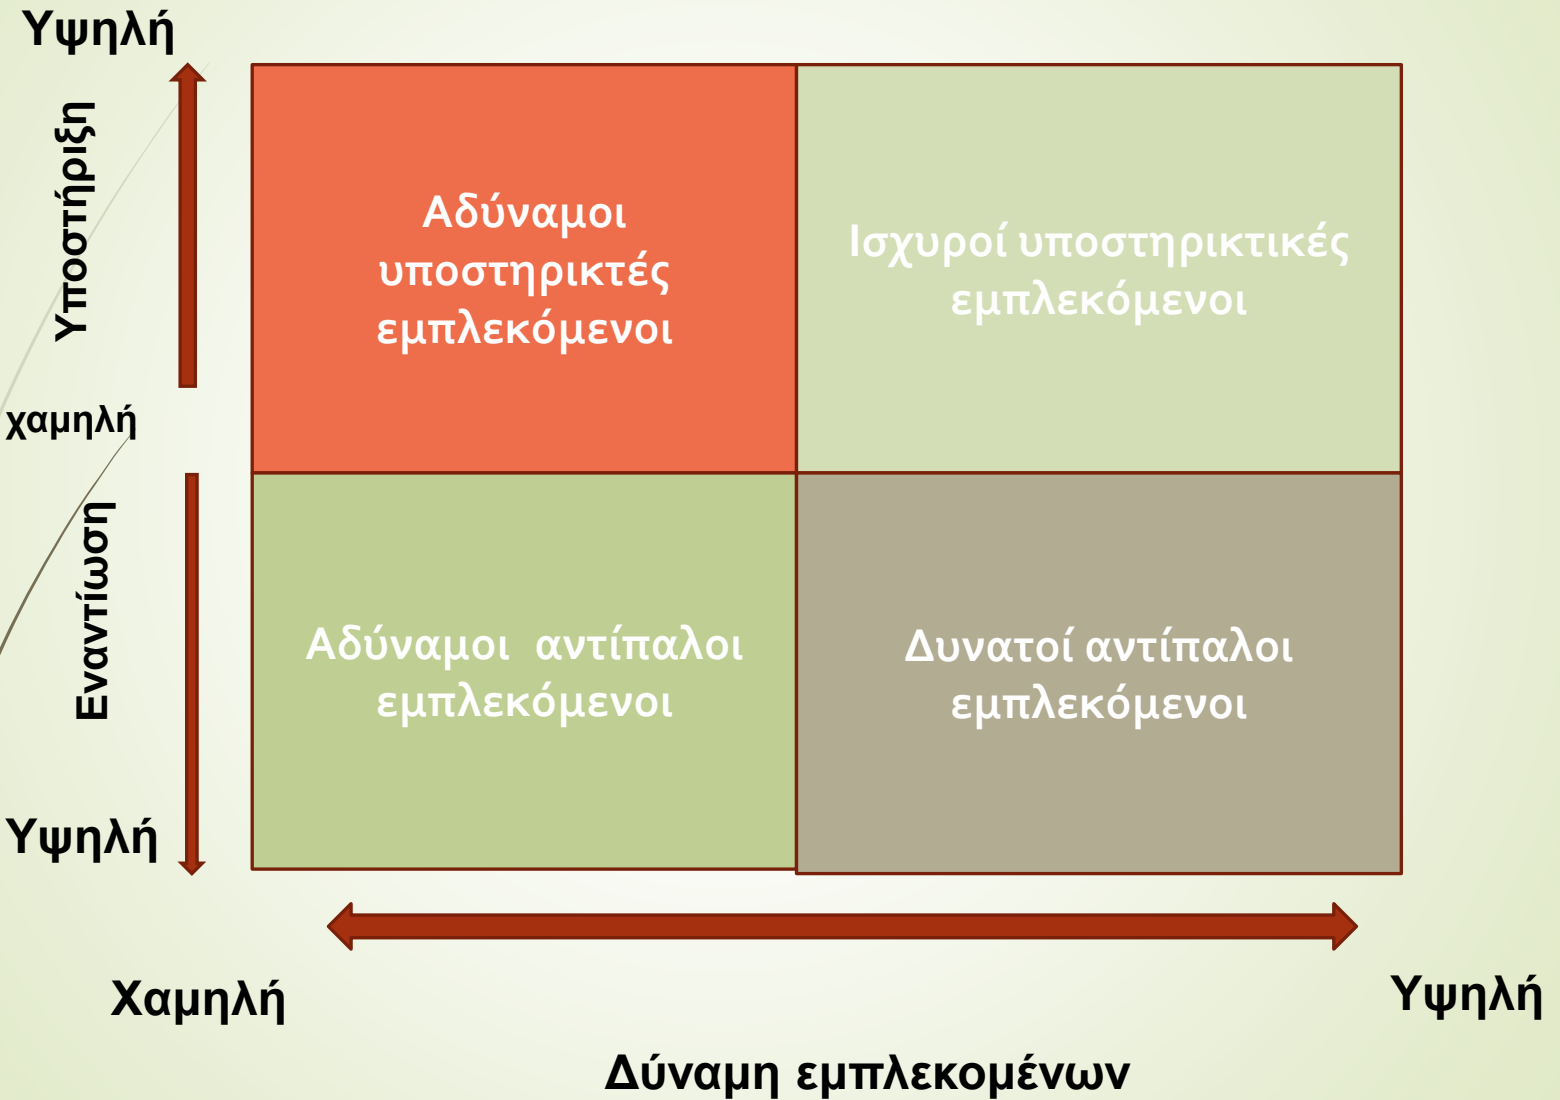 Υψηλή
Υποστήριξη
χαμηλή
Εναντίωση
Υψηλή
Αδύναμοι
υποστηρικτές
εμπλεκόμενοι
Ισχυροί υποστηρικτικές
εμπλεκόμενοι
Αδύναμοι αντίπαλοι
εμπλεκόμενοι
Δυνατοί αντίπαλοι
εμπλεκόμενοι
Χαμηλή
Υψηλή
Δύναμη εμπλεκομένων